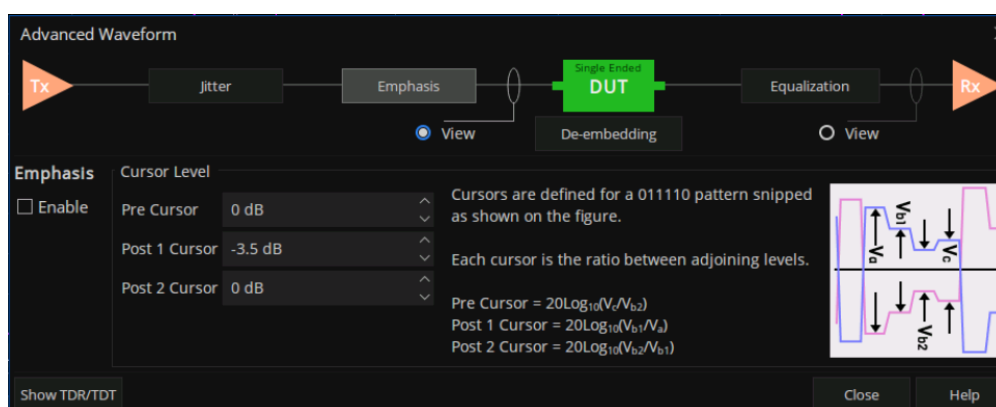 Advanced Waveform
Tx
Jitter
Emphasis
Single Ended
DUT
Equalization
Rx
View
De-embedding
View
Emphasis
Enable
Cursor Level
Pre Cursor 0 dB
Post 1 Cursor -3.5 dB
Post 2 Cursor 0 dB
Cursors are defined for a 011110 pattern snipped
as shown on the figure.
Each cursor is the ratio between adjoining levels.
Pre Cursor = 20Log₁₀(Vc/Vb2)
Post 1 Cursor = 20Log₁₀(Vb1/Va)
Post 2 Cursor = 20Log₁₀(Vb2/Vb1)
Va
Vb1
Vc
Vb2
Show TDR/TDT
Close
Help